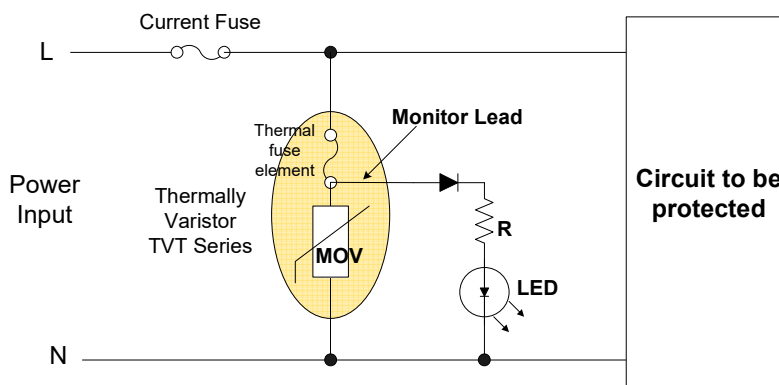 Current Fuse
L
Monitor Lead
Thermal
fuse
element
Power
Input
Thermally
Varistor
TVT Series
MOV
R
LED
Circuit to be
protected
N